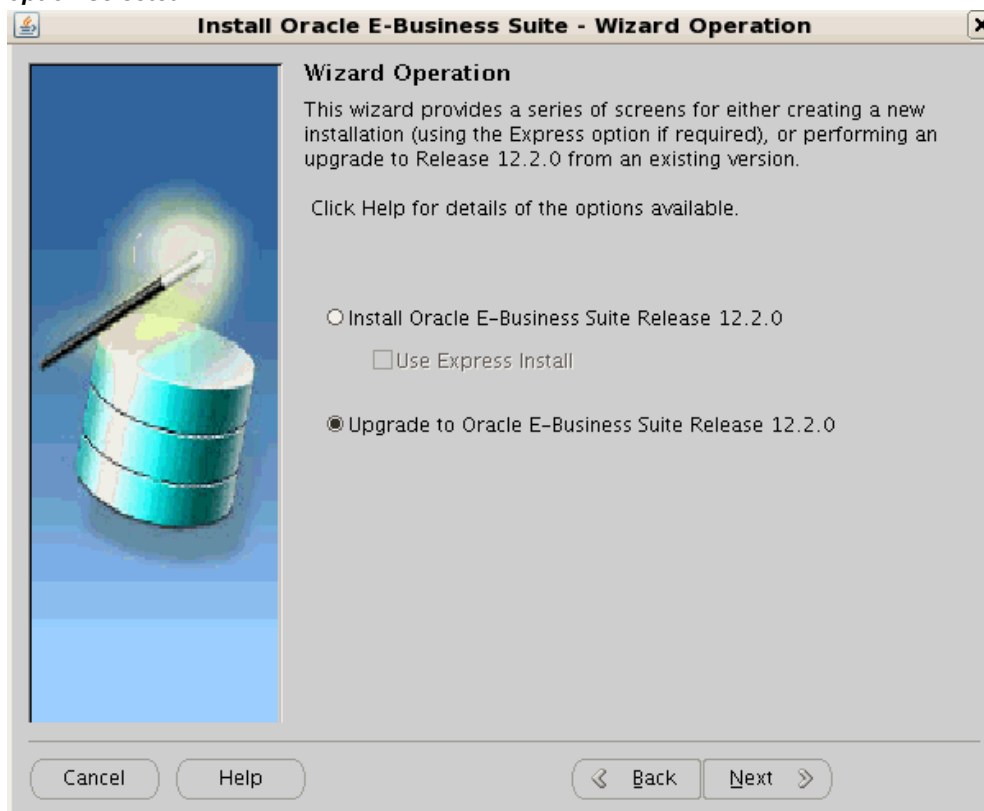 Install Oracle E-Business Suite - Wizard Operation
Wizard Operation
This wizard provides a series of screens for either creating a new
installation (using the Express option if required), or performing an
upgrade to Release 12.2.0 from an existing version.
Click Help for details of the options available.
Install Oracle E-Business Suite Release 12.2.0
Use Express Install
Upgrade to Oracle E-Business Suite Release 12.2.0
Cancel Help Back Next